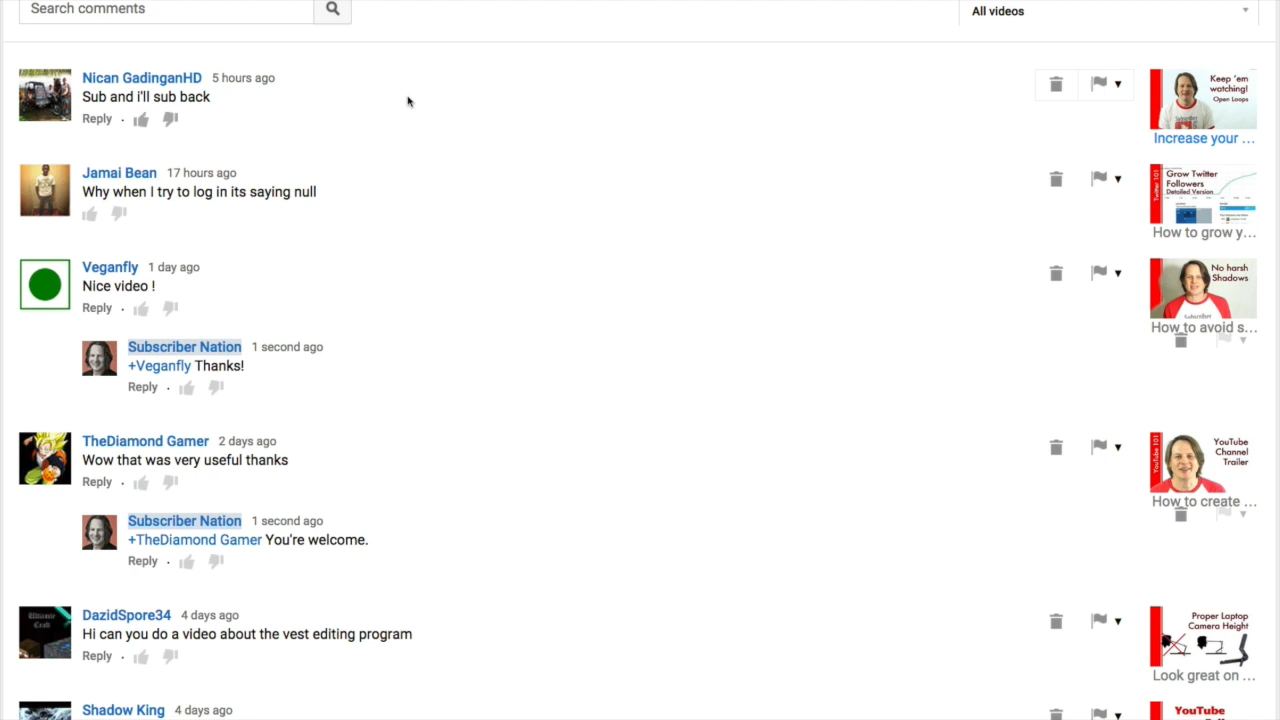 Search comments
All videos
Nican GadinganHD 5 hours ago
Sub and i'll sub back
Reply
Keep 'em
watching!
Open Loops
Increase your ...
Jamai Bean 17 hours ago
Why when I try to log in its saying null
Twitter 101
Grow Twitter
Followers
Detailed Version
How to grow y...
Veganfly 1 day ago
Nice video !
Reply
No harsh
Shadows
How to avoid s...
Subscriber Nation 1 second ago
+Veganfly Thanks!
Reply
TheDiamond Gamer 2 days ago
Wow that was very useful thanks
Reply
YouTube 101
YouTube
Channel
Trailer
How to create ...
Subscriber Nation 1 second ago
+TheDiamond Gamer You're welcome.
Reply
DazidSpore34 4 days ago
Hi can you do a video about the vest editing program
Reply
Proper Laptop
Camera Height
Look great on ...
Shadow King 4 days ago
YouTube